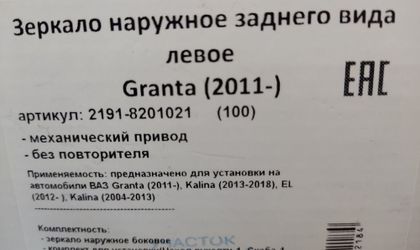 Зеркало наружное заднего вида
левое
Granta (2011-)
EAC
артикул: 2191-8201021 (100)
- механический привод
- без повторителя
Применяемость: предназначено для установки на
автомобили ВАЗ Granta (2011-), Kalina (2013-2018), EL
(2012- ), Kalina (2004-2013)
Комплектность:
- зеркало наружное боковое